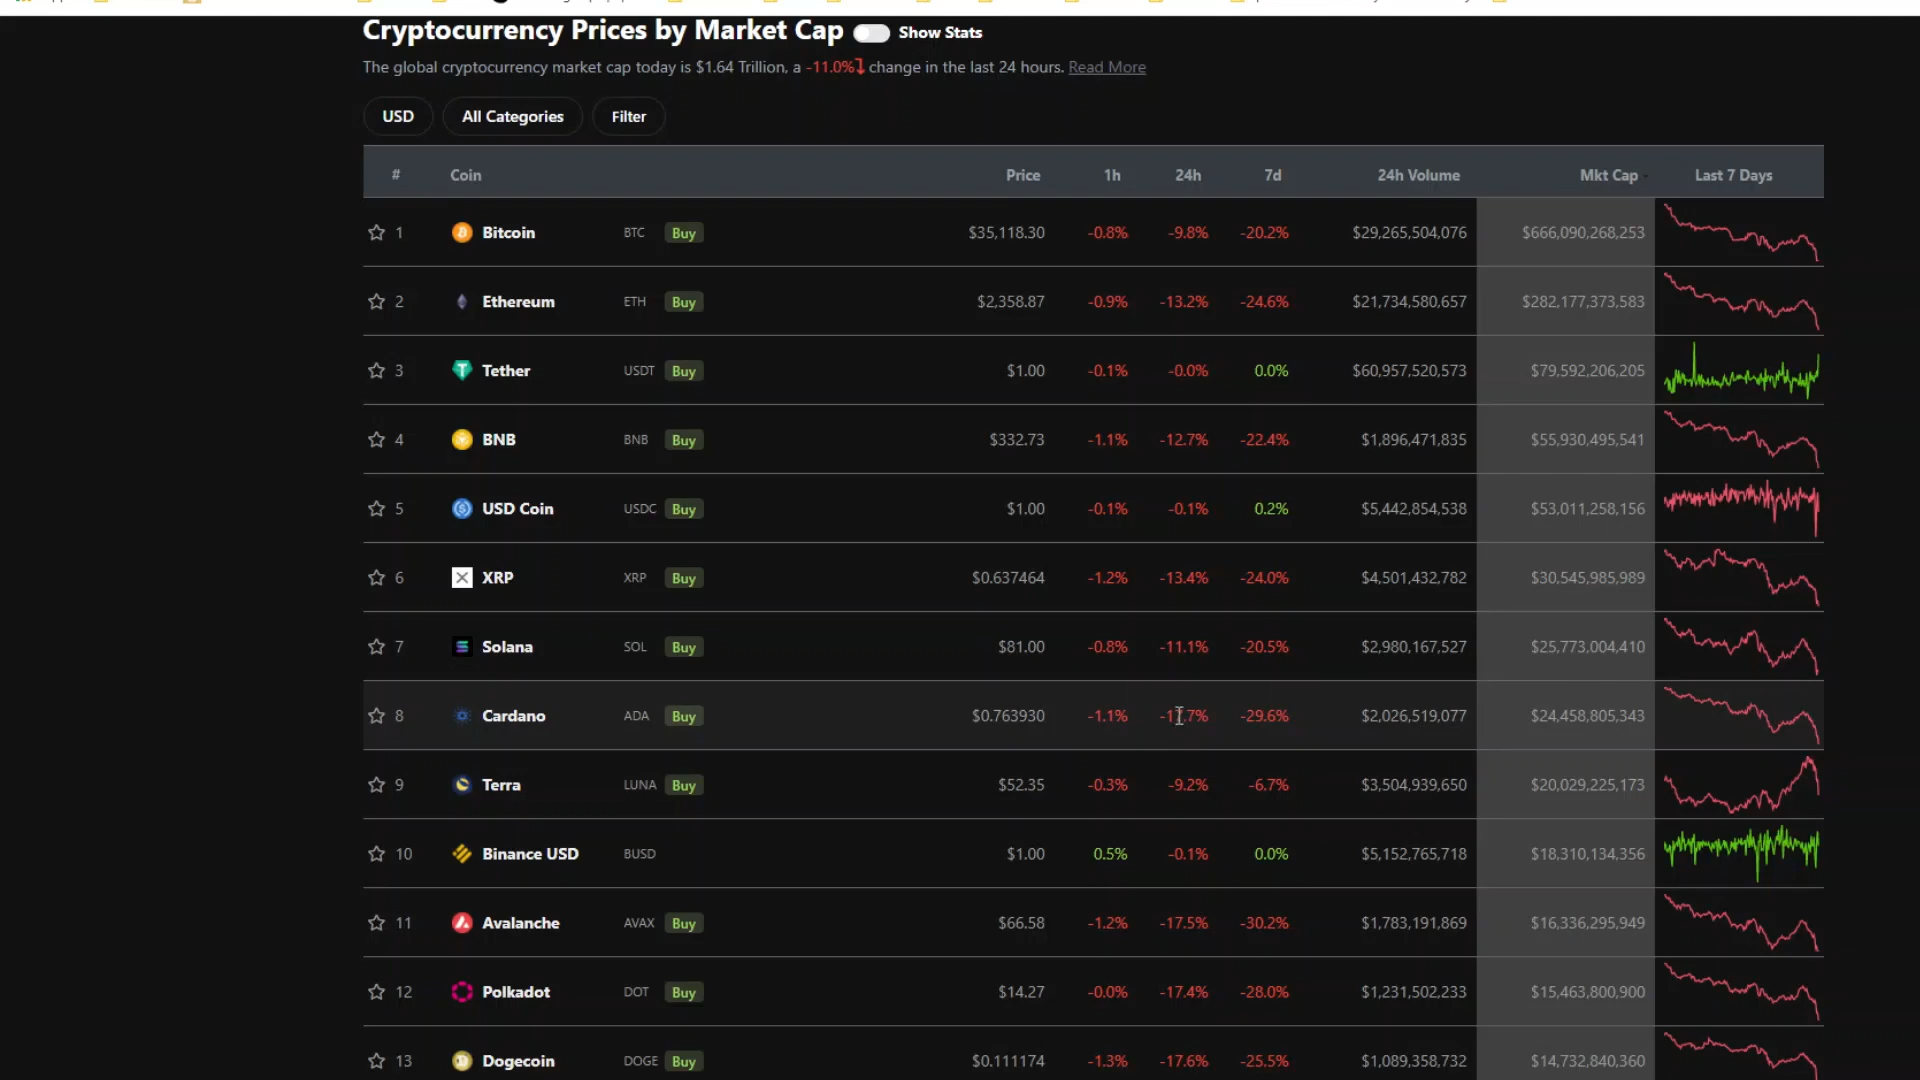 Cryptocurrency Prices by Market Cap Show Stats
The global cryptocurrency market cap today is $1.64 Trillion, a -11.0% change in the last 24 hours. Read More
USD All Categories Filter
# Coin Price 1h 24h 7d 24h Volume Mkt Cap Last 7 Days
1 Bitcoin BTC Buy $35,118.30 -0.8% -9.8% -20.2% $29,265,504,076 $666,090,268,253
2 Ethereum ETH Buy $2,358.87 -0.9% -13.2% -24.6% $21,734,580,657 $282,177,373,583
3 Tether USDT Buy $1.00 -0.1% -0.0% 0.0% $60,957,520,573 $79,592,206,205
4 BNB BNB Buy $332.73 -1.1% -12.7% -22.4% $1,896,471,835 $55,930,495,541
5 USD Coin USDC Buy $1.00 -0.1% -0.1% 0.2% $5,442,854,538 $53,011,258,156
6 XRP XRP Buy $0.637464 -1.2% -13.4% -24.0% $4,501,432,782 $30,545,985,989
7 Solana SOL Buy $81.00 -0.8% -11.1% -20.5% $2,980,167,527 $25,773,004,410
8 Cardano ADA Buy $0.763930 -1.1% -29.6% $2,026,519,077 $24,458,805,343
9 Terra LUNA Buy $52.35 -0.3% -9.2% -6.7% $3,504,939,650 $20,029,225,173
10 Binance USD BUSD $1.00 0.5% -0.1% 0.0% $5,152,765,718 $18,310,134,356
11 Avalanche AVAX Buy $66.58 -1.2% -17.5% -30.2% $1,783,191,869 $16,336,295,949
12 Polkadot DOT Buy $14.27 -0.0% -17.4% -28.0% $1,231,502,233 $15,463,800,900
13 Dogecoin DOGE Buy $0.111174 -1.3% -17.6% -25.5% $1,089,358,732 $14,732,840,360